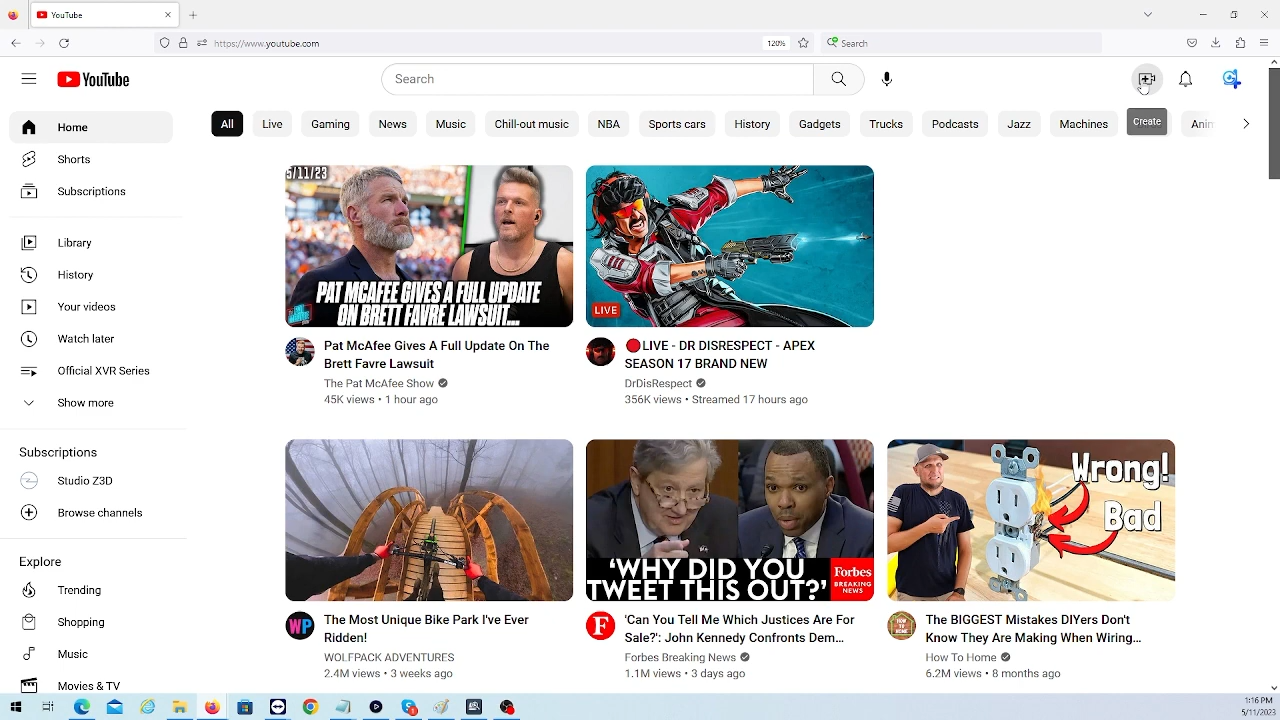 YouTube
https://www.youtube.com
120%
Search
YouTube
Search
All
Live
Gaming
News
Music
Chill-out music
NBA
Sports cars
History
Gadgets
Trucks
Podcasts
Jazz
Machines
Create
Home
Shorts
Subscriptions
Library
History
Your videos
Watch later
Official XVR Series
Show more
Subscriptions
Studio Z3D
Browse channels
Explore
Trending
Shopping
Music
Movies & TV
5/11/23
PAT MCAFEE GIVES A FULL UPDATE
ON BRETT FAVRE LAWSUIT...
Pat McAfee Gives A Full Update On The
Brett Favre Lawsuit
The Pat McAfee Show
45K views • 1 hour ago
LIVE
🔴LIVE - DR DISRESPECT - APEX
SEASON 17 BRAND NEW
DrDisRespect
356K views • Streamed 17 hours ago
WP
The Most Unique Bike Park I've Ever
Ridden!
WOLFPACK ADVENTURES
2.4M views • 3 weeks ago
'WHY DID YOU
TWEET THIS OUT?'
Forbes
BREAKING
NEWS
F
'Can You Tell Me Which Justices Are For
Sale?': John Kennedy Confronts Dem...
Forbes Breaking News
1.1M views • 3 days ago
Wrong!
Bad
The BIGGEST Mistakes DIYers Don't
Know They Are Making When Wiring...
How To Home
6.2M views • 8 months ago
1:16 PM
5/11/2023